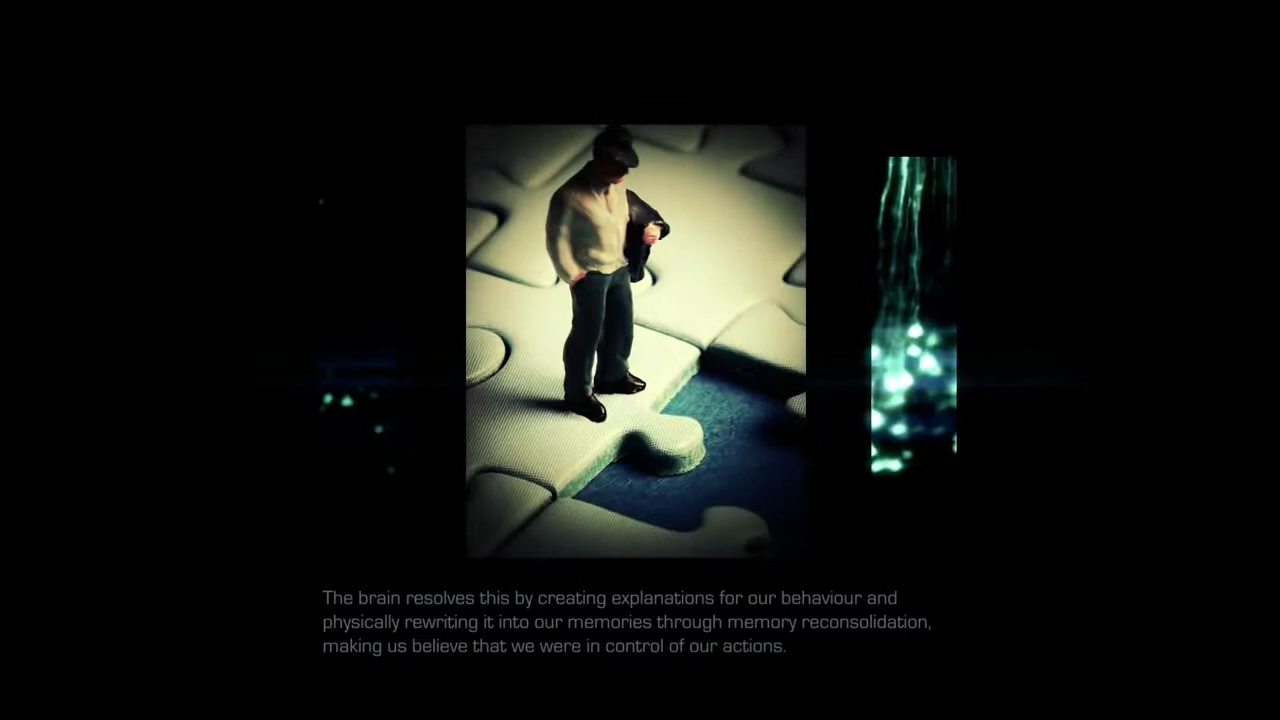 The brain resolves this by creating explanations for our behaviour and
physically rewriting it into our memories through memory reconsolidation,
making us believe that we were in control of our actions.